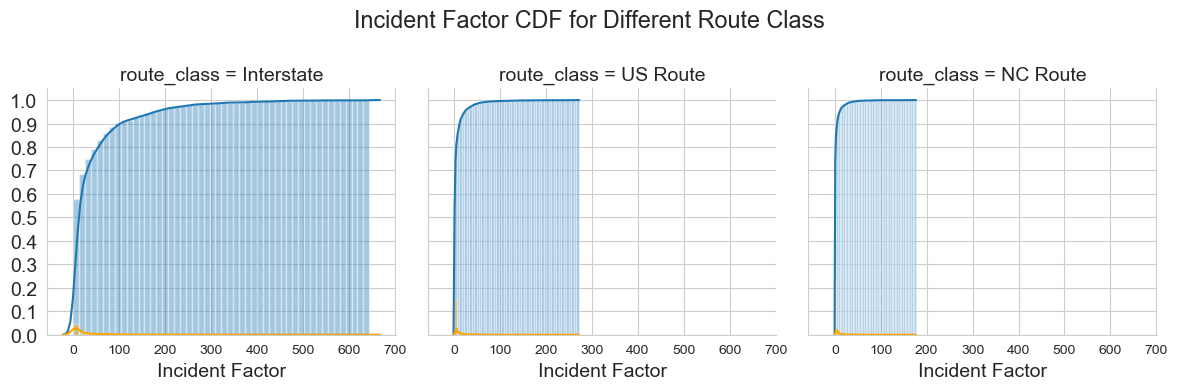 Incident Factor CDF for Different Route Class
route_class = Interstate
route_class = US Route
route_class = NC Route
1.0
0.9
0.8
0.7
0.6
0.5
0.4
0.3
0.2
0.1
0.0
0 100 200 300 400 500 600 700
0 100 200 300 400 500 600 700
0 100 200 300 400 500 600 700
Incident Factor
Incident Factor
Incident Factor